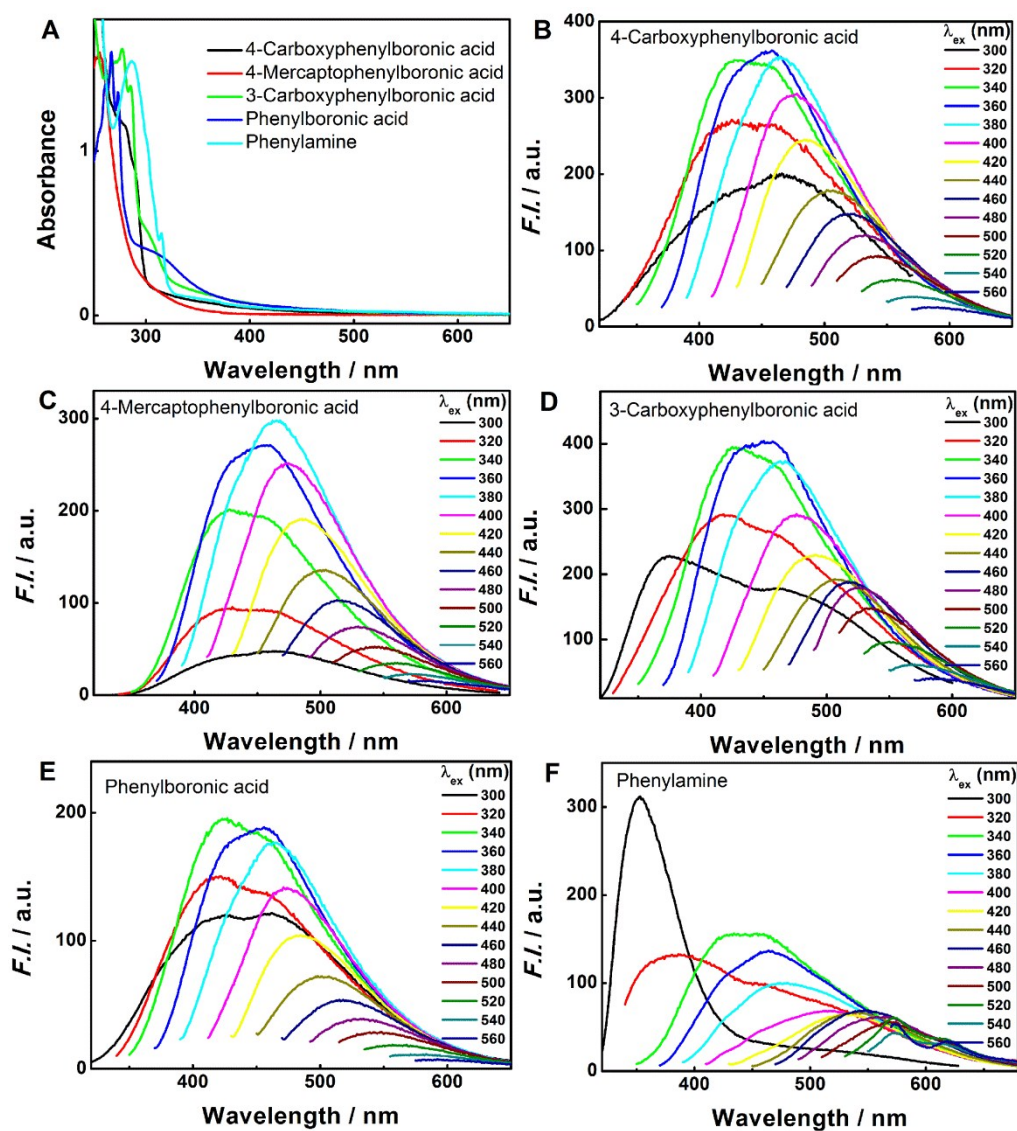 A
4-Carboxyphenylboronic acid
4-Mercaptophenylboronic acid
3-Carboxyphenylboronic acid
Phenylboronic acid
Phenylamine
1
0
Absorbance
300 400 500 600
Wavelength / nm
B
4-Carboxyphenylboronic acid
λex (nm)
300
320
340
360
380
400
420
440
460
480
500
520
540
560
400
300
200
100
0
F.I. / a.u.
400 500 600
Wavelength / nm
C
4-Mercaptophenylboronic acid
λex (nm)
300
320
340
360
380
400
420
440
460
480
500
520
540
560
300
200
100
0
F.I. / a.u.
400 500 600
Wavelength / nm
D
3-Carboxyphenylboronic acid
λex (nm)
300
320
340
360
380
400
420
440
460
480
500
520
540
560
400
300
200
100
F.I. / a.u.
400 500 600
Wavelength / nm
E
Phenylboronic acid
λex (nm)
300
320
340
360
380
400
420
440
460
480
500
520
540
560
200
100
0
F.I. / a.u.
400 500 600
Wavelength / nm
F
Phenylamine
λex (nm)
300
320
340
360
380
400
420
440
460
480
500
520
540
560
300
200
100
0
F.I. / a.u.
400 500 600
Wavelength / nm